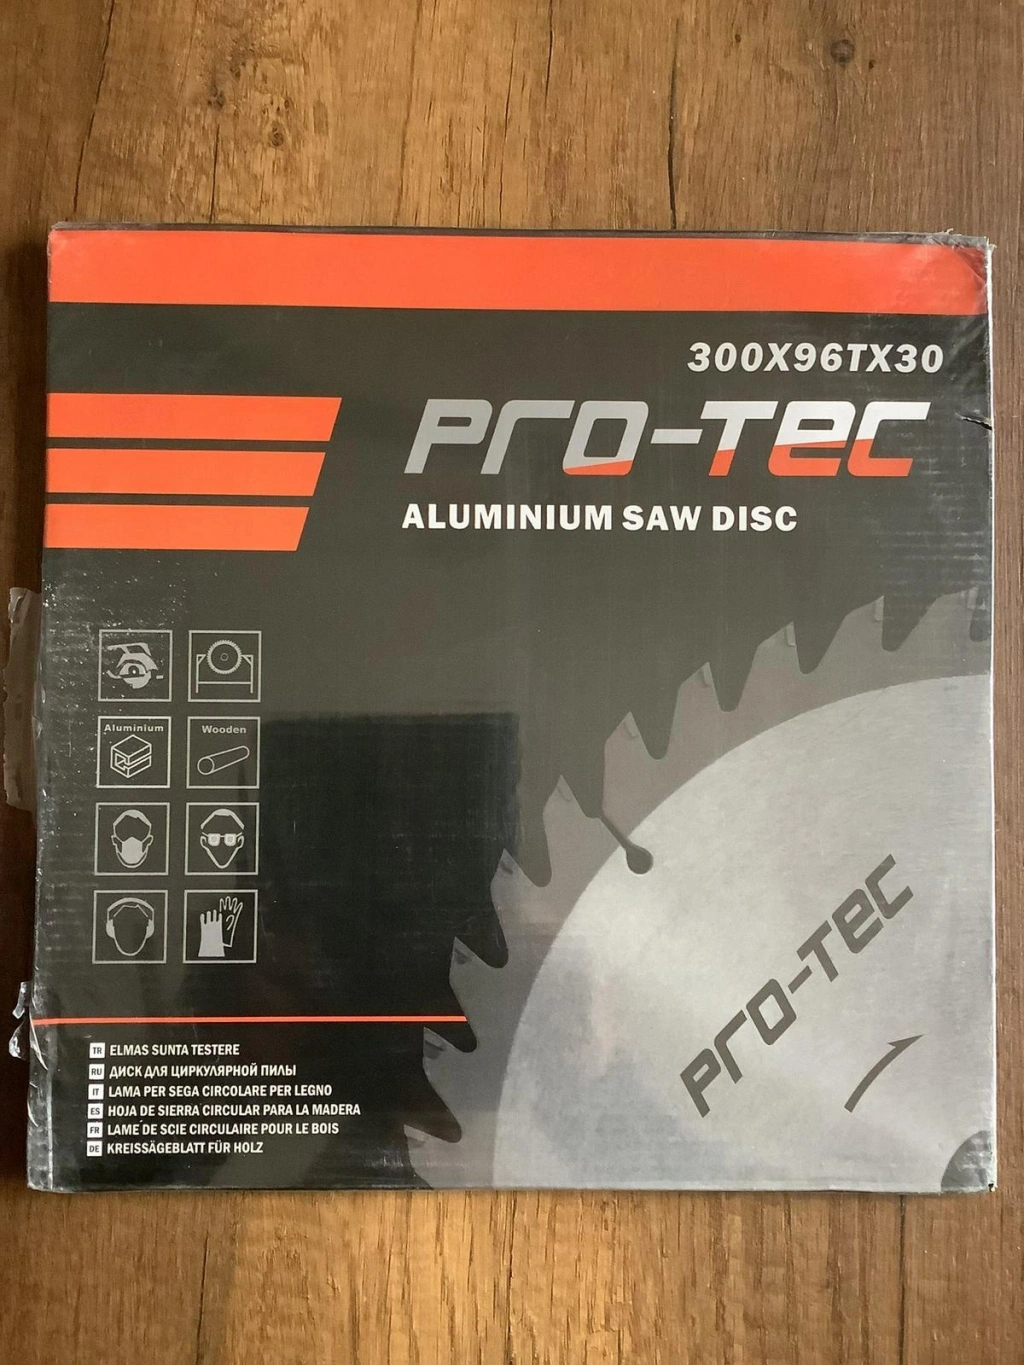 300X96TX30
PRO-TEC
ALUMINIUM SAW DISC
Aluminium
Wooden
PRO-TEC
TR ELMAS SUNTA TESTERE
RU ДИСК ДЛЯ ЦИРКУЛЯРНОЙ ПИЛЫ
IT LAMA PER SEGA CIRCOLARE PER LEGNO
ES HOJA DE SIERRA CIRCULAR PARA LA MADERA
FR LAME DE SCIE CIRCULAIRE POUR LE BOIS
DE KREISSÄGEBLATT FÜR HOLZ